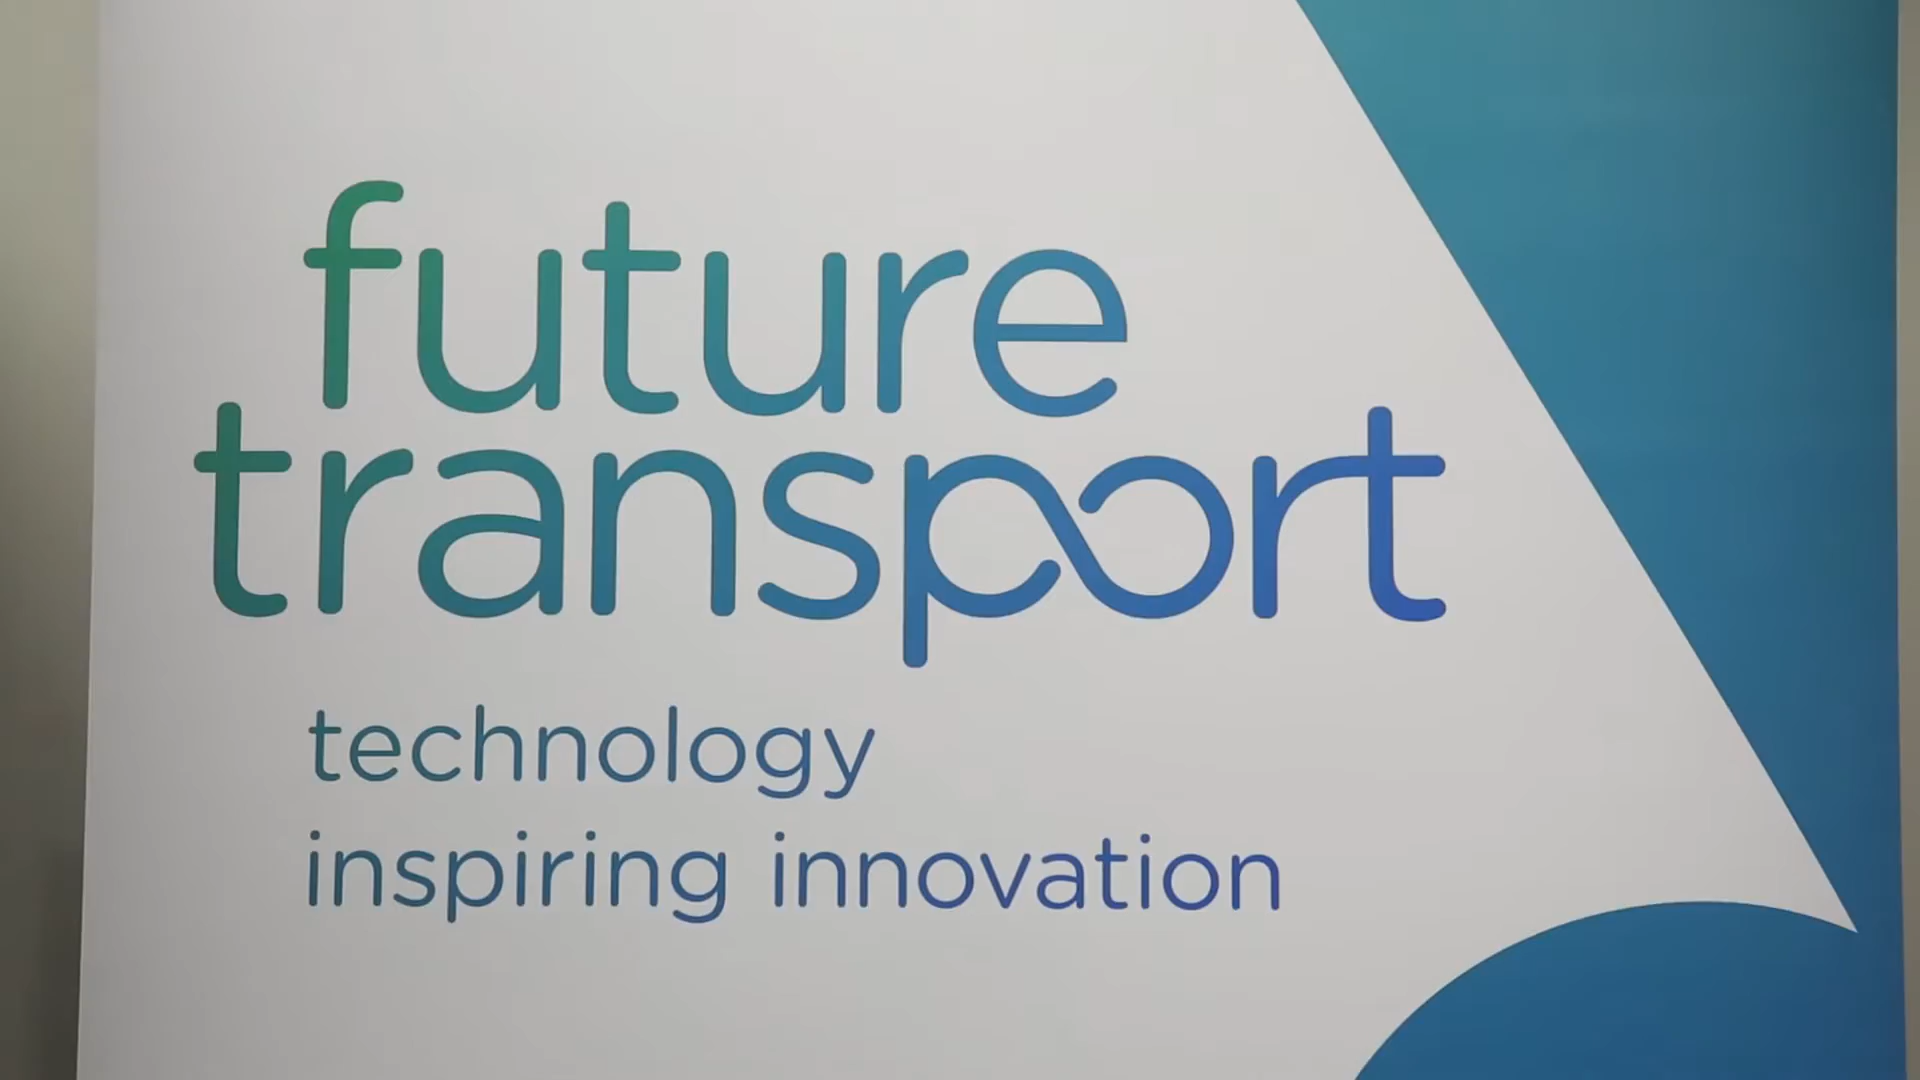 future
transport
technology
inspiring innovation